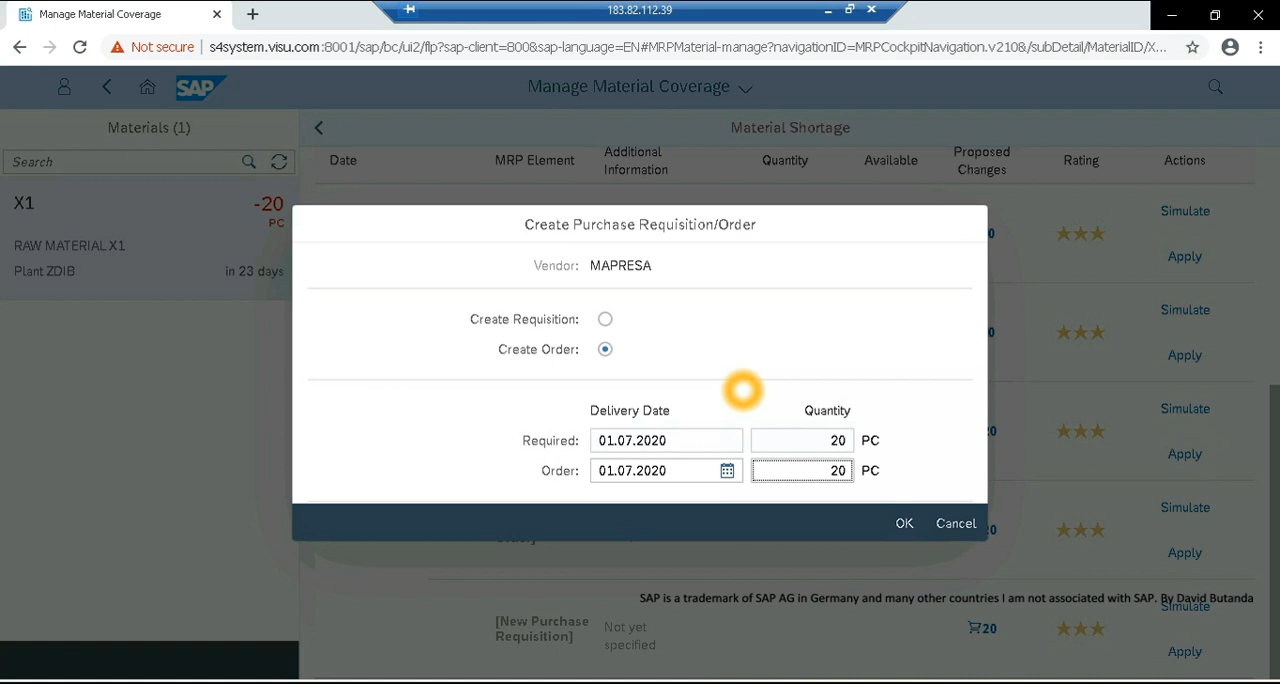 Manage Material Coverage
183.82.112.39
Not secure
s4system.visu.com:8001/sap/bc/ui2/flp?sap-client=800&sap-language=EN#MRPMaterial-manage?navigationID=MRPCockpitNavigation.v210&/subDetail/MaterialID/X...
SAP
Manage Material Coverage
Materials (1)
Material Shortage
Search
Date MRP Element Additional Information Quantity Available Proposed Changes Rating Actions
X1 -20
PC
RAW MATERIAL X1
Plant ZDIB in 23 days
Create Purchase Requisition/Order
Vendor: MAPRESA
Create Requisition:
Create Order:
Delivery Date Quantity
Required: 01.07.2020 20 PC
Order: 01.07.2020 20 PC
OK Cancel
Simulate
0
Apply
Simulate
0
Apply
Simulate
20
Apply
Simulate
20
Apply
SAP is a trademark of SAP AG in Germany and many other countries I am not associated with SAP. By David Butanda
Simulate
[New Purchase Requisition] Not yet specified 20
Apply